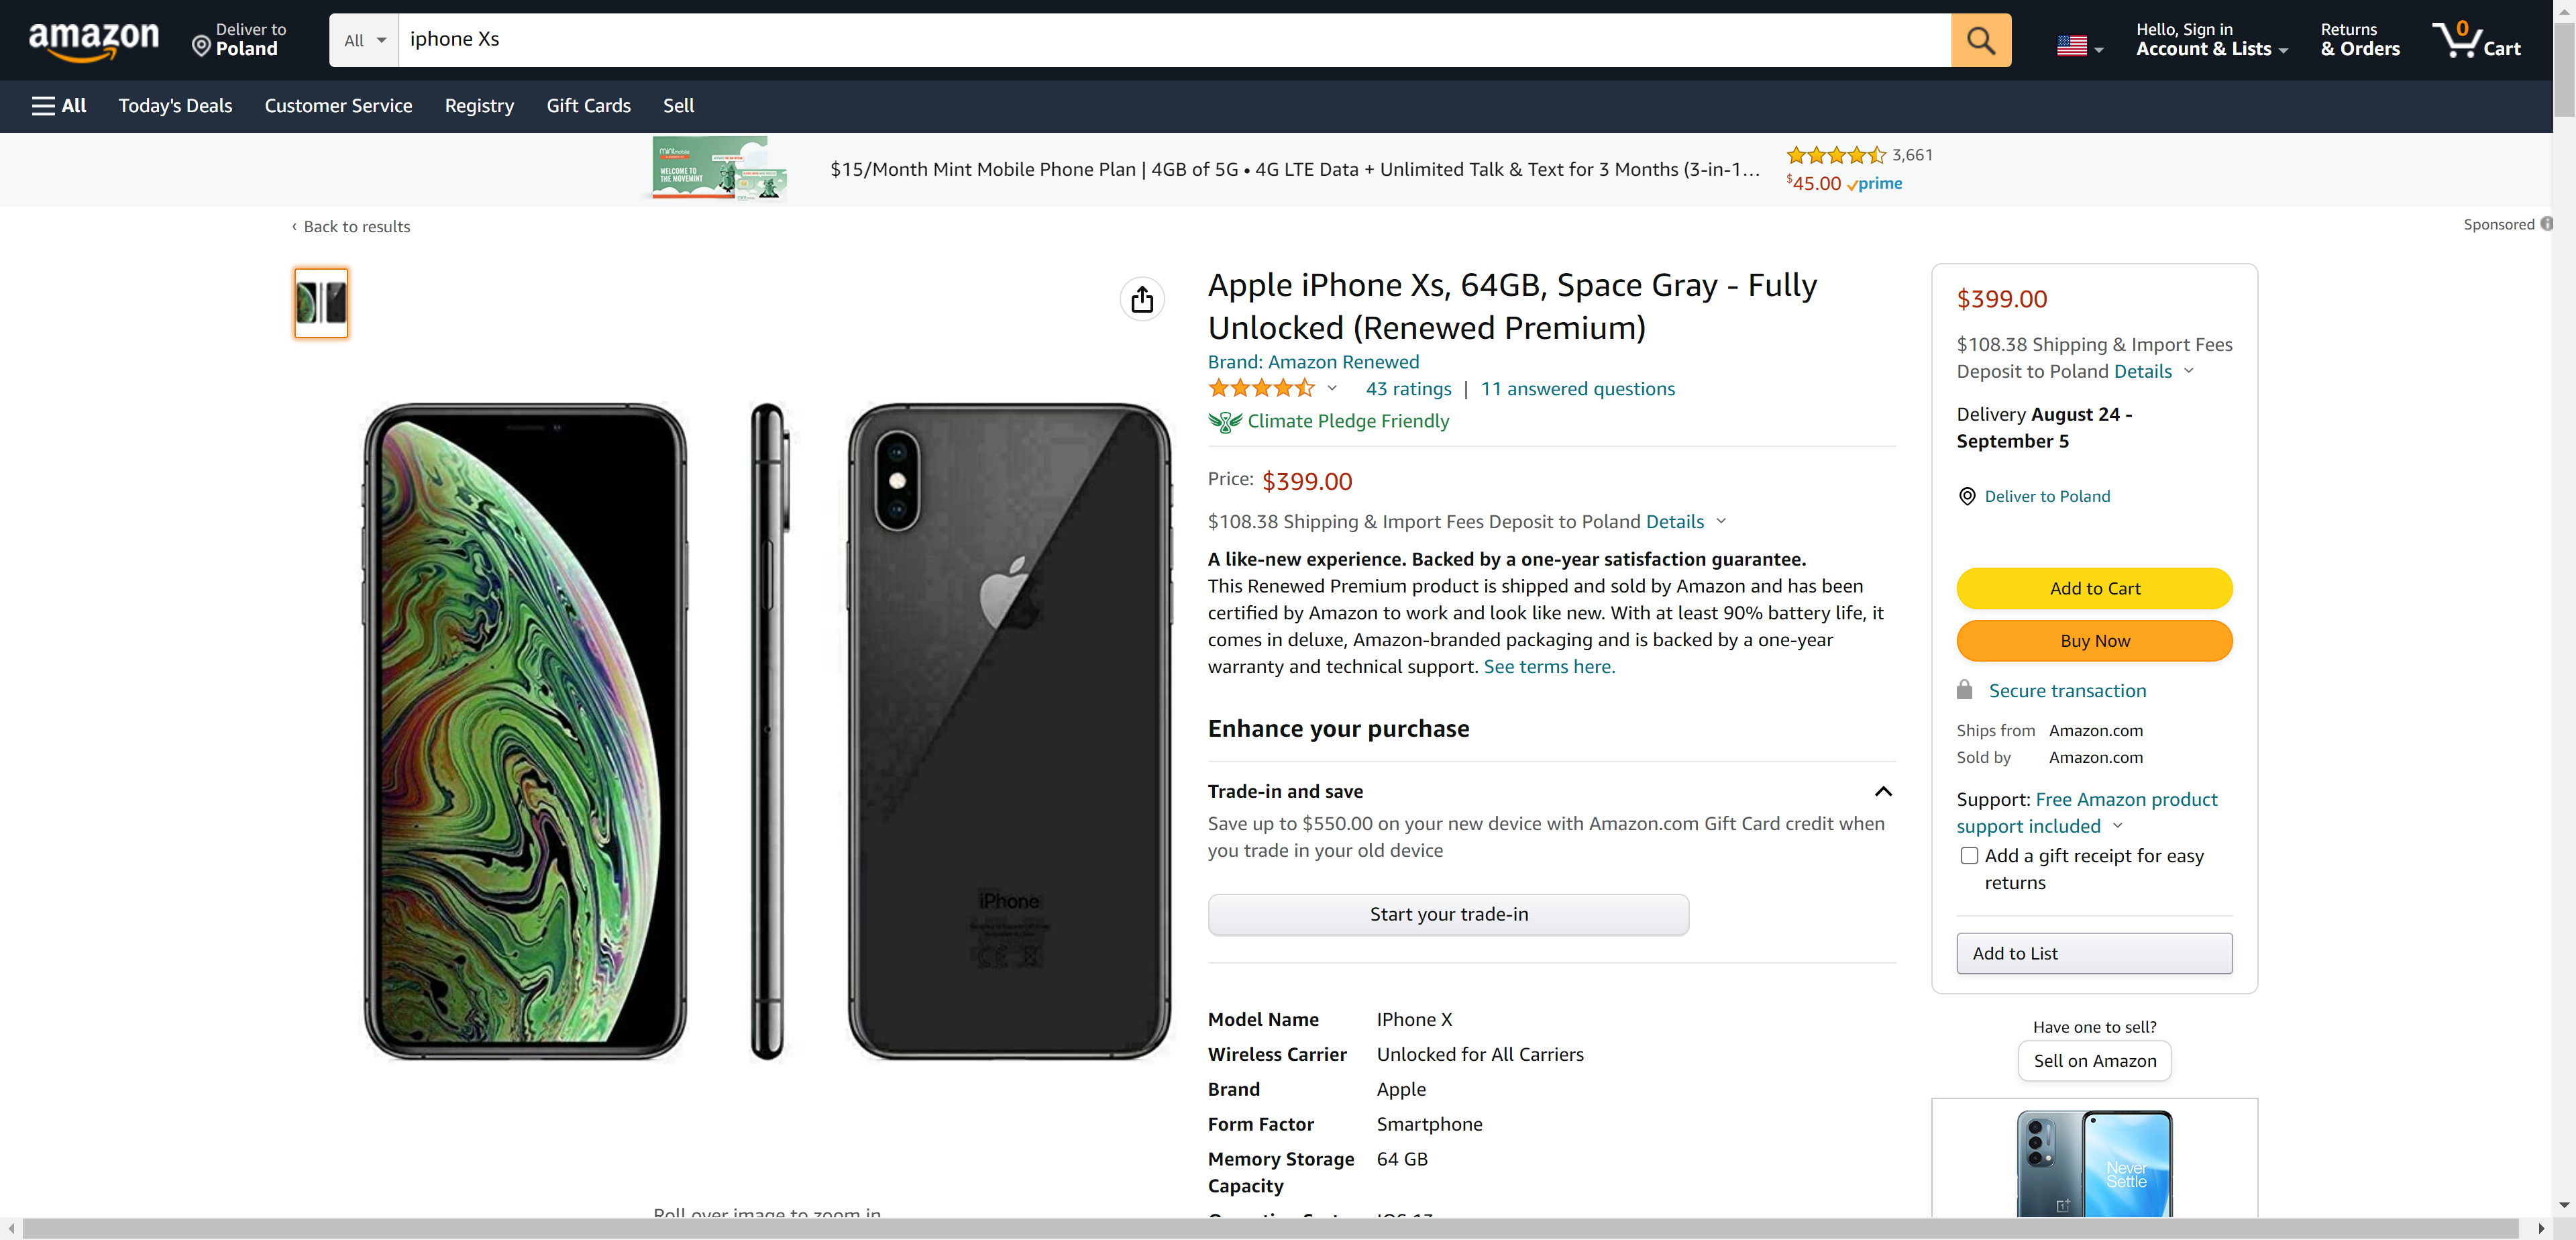 amazon
Deliver to
Poland
All
iphone Xs
Hello, Sign in
Account & Lists
Returns
& Orders
0
Cart
All
Today's Deals
Customer Service
Registry
Gift Cards
Sell
mint mobile
WELCOME TO
THE MOVEMINT
$15/Month Mint Mobile Phone Plan | 4GB of 5G • 4G LTE Data + Unlimited Talk & Text for 3 Months (3-in-1...
3,661
$45.00 prime
‹ Back to results
Sponsored
Apple iPhone Xs, 64GB, Space Gray - Fully
Unlocked (Renewed Premium)
Brand: Amazon Renewed
43 ratings | 11 answered questions
Climate Pledge Friendly
Price: $399.00
$108.38 Shipping & Import Fees Deposit to Poland Details
A like-new experience. Backed by a one-year satisfaction guarantee.
This Renewed Premium product is shipped and sold by Amazon and has been
certified by Amazon to work and look like new. With at least 90% battery life, it
comes in deluxe, Amazon-branded packaging and is backed by a one-year
warranty and technical support. See terms here.
Enhance your purchase
Trade-in and save
Save up to $550.00 on your new device with Amazon.com Gift Card credit when
you trade in your old device
Start your trade-in
Model Name IPhone X
Wireless Carrier Unlocked for All Carriers
Brand Apple
Form Factor Smartphone
Memory Storage 64 GB
Capacity
iPhone
Roll over image to zoom in
$399.00
$108.38 Shipping & Import Fees
Deposit to Poland Details
Delivery August 24 -
September 5
Deliver to Poland
Add to Cart
Buy Now
Secure transaction
Ships from Amazon.com
Sold by Amazon.com
Support: Free Amazon product
support included
Add a gift receipt for easy
returns
Add to List
Have one to sell?
Sell on Amazon
Never
Settle